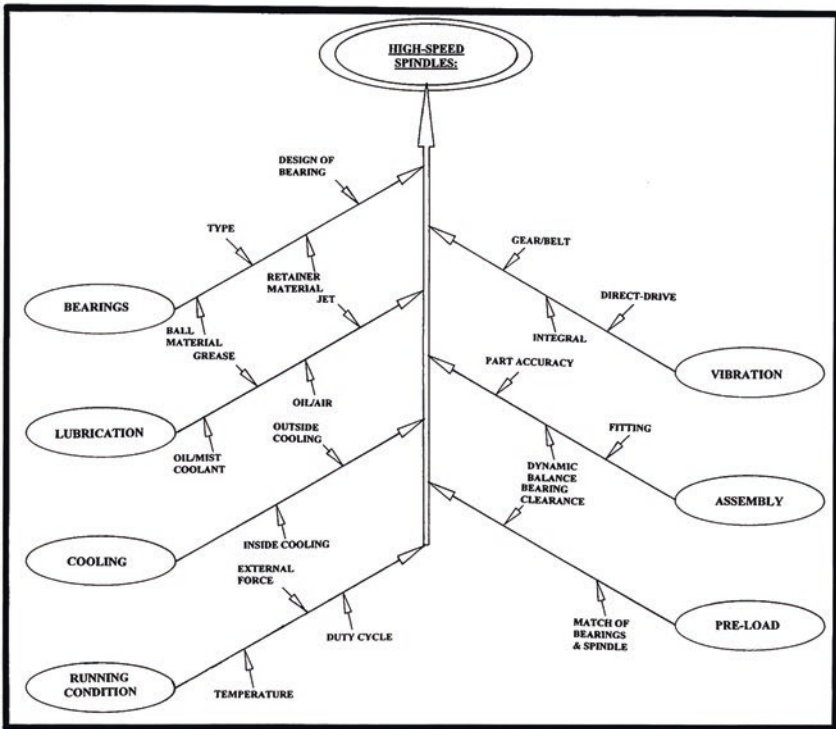 HIGH-SPEED
SPINDLES:
DESIGN OF
BEARING
TYPE
GEAR/BELT
RETAINER
MATERIAL
JET
DIRECT-DRIVE
BEARINGS
BALL
MATERIAL
GREASE
INTEGRAL
PART ACCURACY
VIBRATION
OIL/AIR
OUTSIDE
COOLING
FITTING
LUBRICATION
OIL/MIST
COOLANT
DYNAMIC
BALANCE
BEARING
CLEARANCE
ASSEMBLY
INSIDE COOLING
COOLING
EXTERNAL
FORCE
DUTY CYCLE
MATCH OF
BEARINGS
& SPINDLE
PRE-LOAD
RUNNING
CONDITION
TEMPERATURE